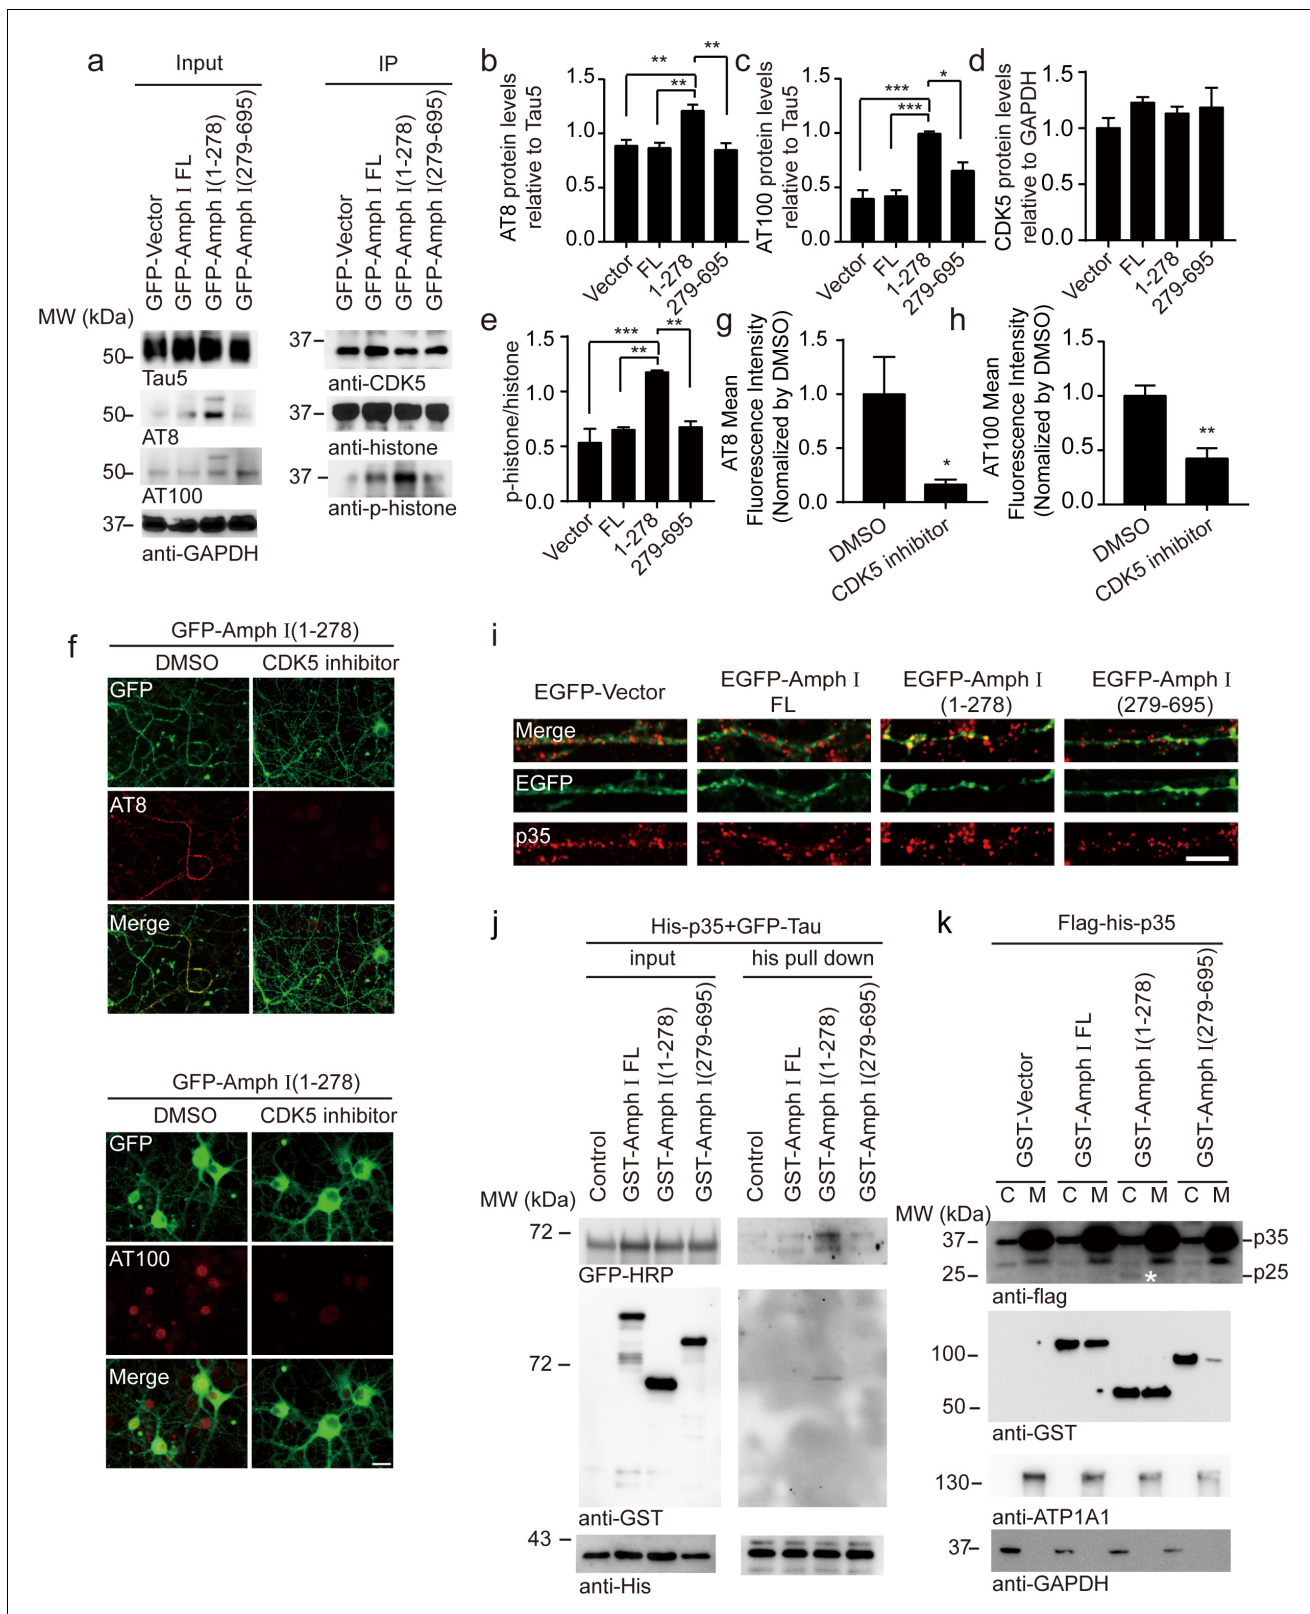 a
Input
IP
GFP-Vector
GFP-Amph I FL
GFP-Amph I(1-278)
GFP-Amph I(279-695)
GFP-Vector
GFP-Amph I FL
GFP-Amph I(1-278)
GFP-Amph I(279-695)
MW (kDa)
50
Tau5
50
AT8
50
AT100
37
anti-GAPDH
37
anti-CDK5
37
anti-histone
37
anti-p-histone
b
AT8 protein levels
relative to Tau5
1.5
1.0
0.5
0.0
**
**
**
Vector
FL
1-278
279-695
c
AT100 protein levels
relative to Tau5
1.5
1.0
0.5
0.0
***
***
*
Vector
FL
1-278
279-695
d
CDK5 protein levels
relative to GAPDH
1.5
1.0
0.5
0.0
Vector
FL
1-278
279-695
e
p-histone/histone
1.5
1.0
0.5
0.0
***
**
**
Vector
FL
1-278
279-695
g
AT8 Mean
Fluorescence Intensity
(Nomalized by DMSO)
1.5
1.0
0.5
0.0
*
DMSO
CDK5 inhibitor
h
AT100 Mean
Fluorescence Intensity
(Nomalized by DMSO)
1.5
1.0
0.5
0.0
**
DMSO
CDK5 inhibitor
f
GFP-Amph I(1-278)
DMSO
CDK5 inhibitor
GFP
AT8
Merge
GFP-Amph I(1-278)
DMSO
CDK5 inhibitor
GFP
AT100
Merge
i
EGFP-Vector
EGFP-Amph I
FL
EGFP-Amph I
(1-278)
EGFP-Amph I
(279-695)
Merge
EGFP
p35
j
His-p35+GFP-Tau
input
his pull down
Control
GST-Amph I FL
GST-Amph I(1-278)
GST-Amph I(279-695)
Control
GST-Amph I FL
GST-Amph I(1-278)
GST-Amph I(279-695)
MW (kDa)
72
GFP-HRP
72
anti-GST
43
anti-His
k
Flag-his-p35
GST-Vector
GST-Amph I FL
GST-Amph I(1-278)
GST-Amph I(279-695)
C M C M C M C M
MW (kDa)
37
25
p35
p25
*
anti-flag
100
50
anti-GST
130
anti-ATP1A1
37
anti-GAPDH